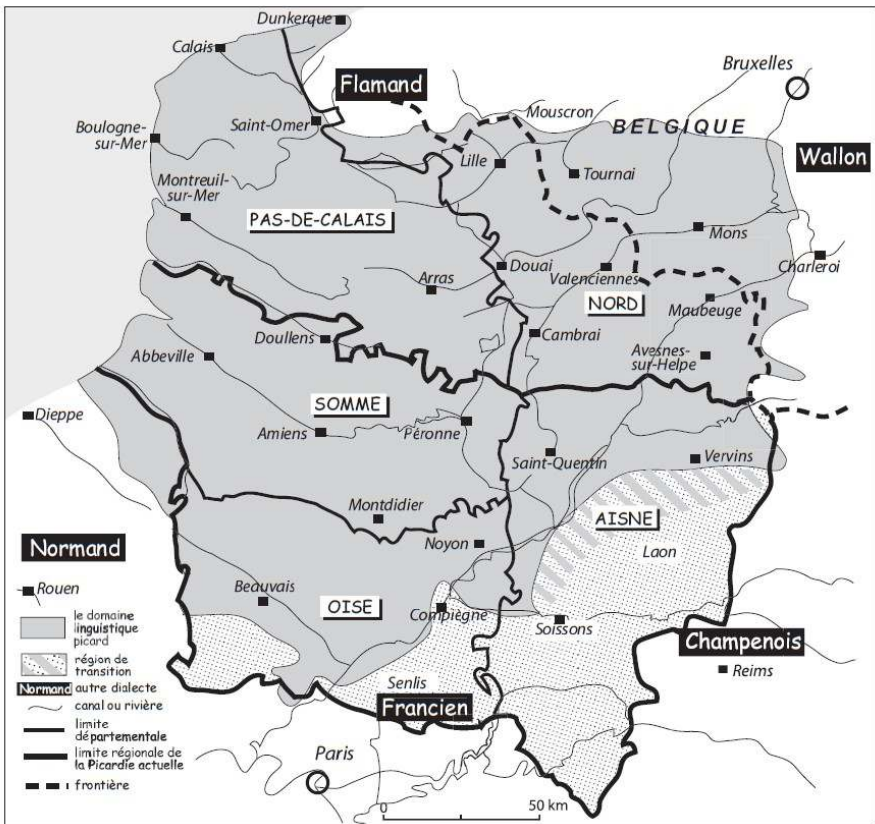 Dunkerque
Calais
Bruxelles
Flamand
Mouscron
Boulogne-
sur-Mer
Saint-Omer
BELGIQUE
Lille
Tournai
Wallon
Montreuil-
sur-Mer
PAS-DE-CALAIS
Mons
Douai
Valenciennes
Charleroi
Arras
NORD
Maubeuge
Doullens
Cambrai
Abbeville
Avesnes-
sur-Helpe
SOMME
Dieppe
Amiens
Péronne
Saint-Quentin
Vervins
Montdidier
AISNE
Noyon
Laon
Normand
Rouen
Beauvais
OISE
Compiègne
Soissons
Champenois
Reims
Senlis
Francien
Paris
le domaine
linguistique
picard
région de
transition
Normand autre dialecte
canal ou rivière
limite
départementale
limite régionale de
la Picardie actuelle
frontière
0 50 km